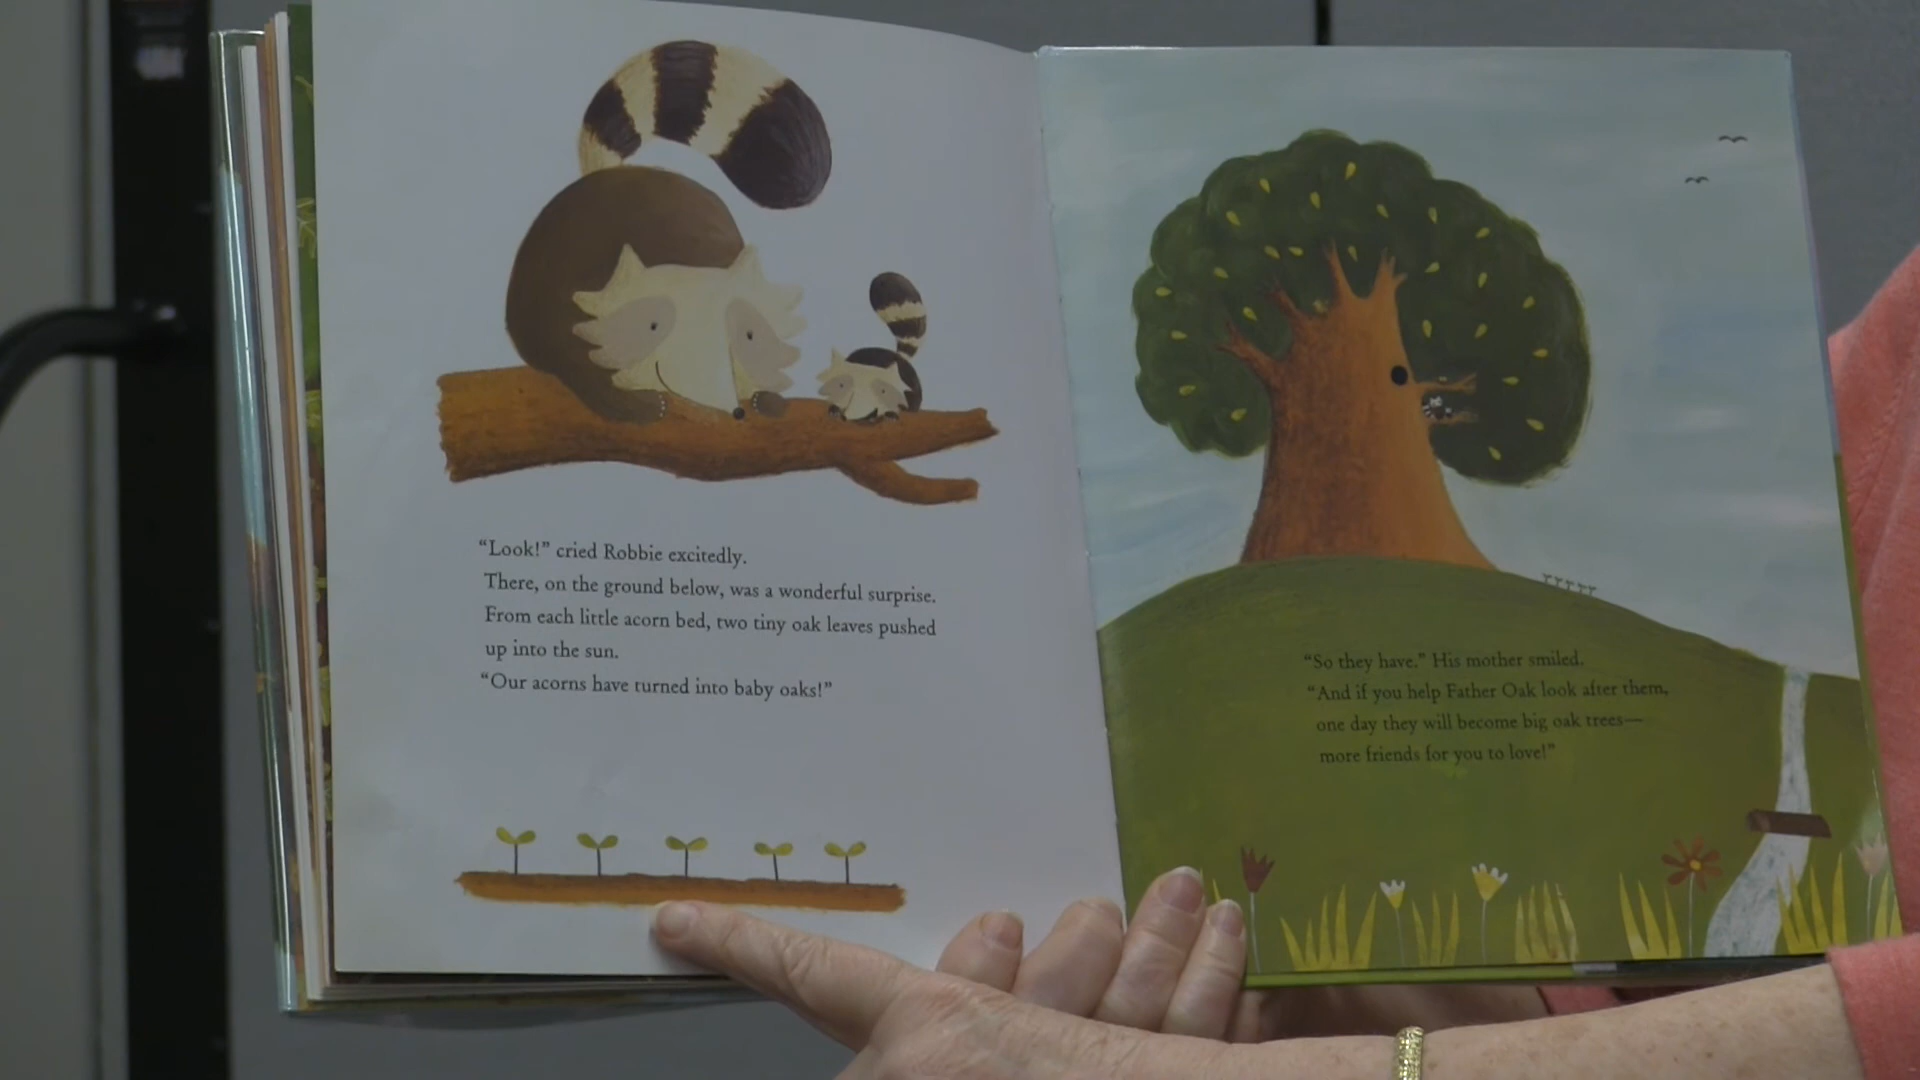 “Look!” cried Robbie excitedly.
There, on the ground below, was a wonderful surprise.
From each little acorn bed, two tiny oak leaves pushed
up into the sun.
“Our acorns have turned into baby oaks!”
“So they have.” His mother smiled.
“And if you help Father Oak look after them,
one day they will become big oak trees—
more friends for you to love!”